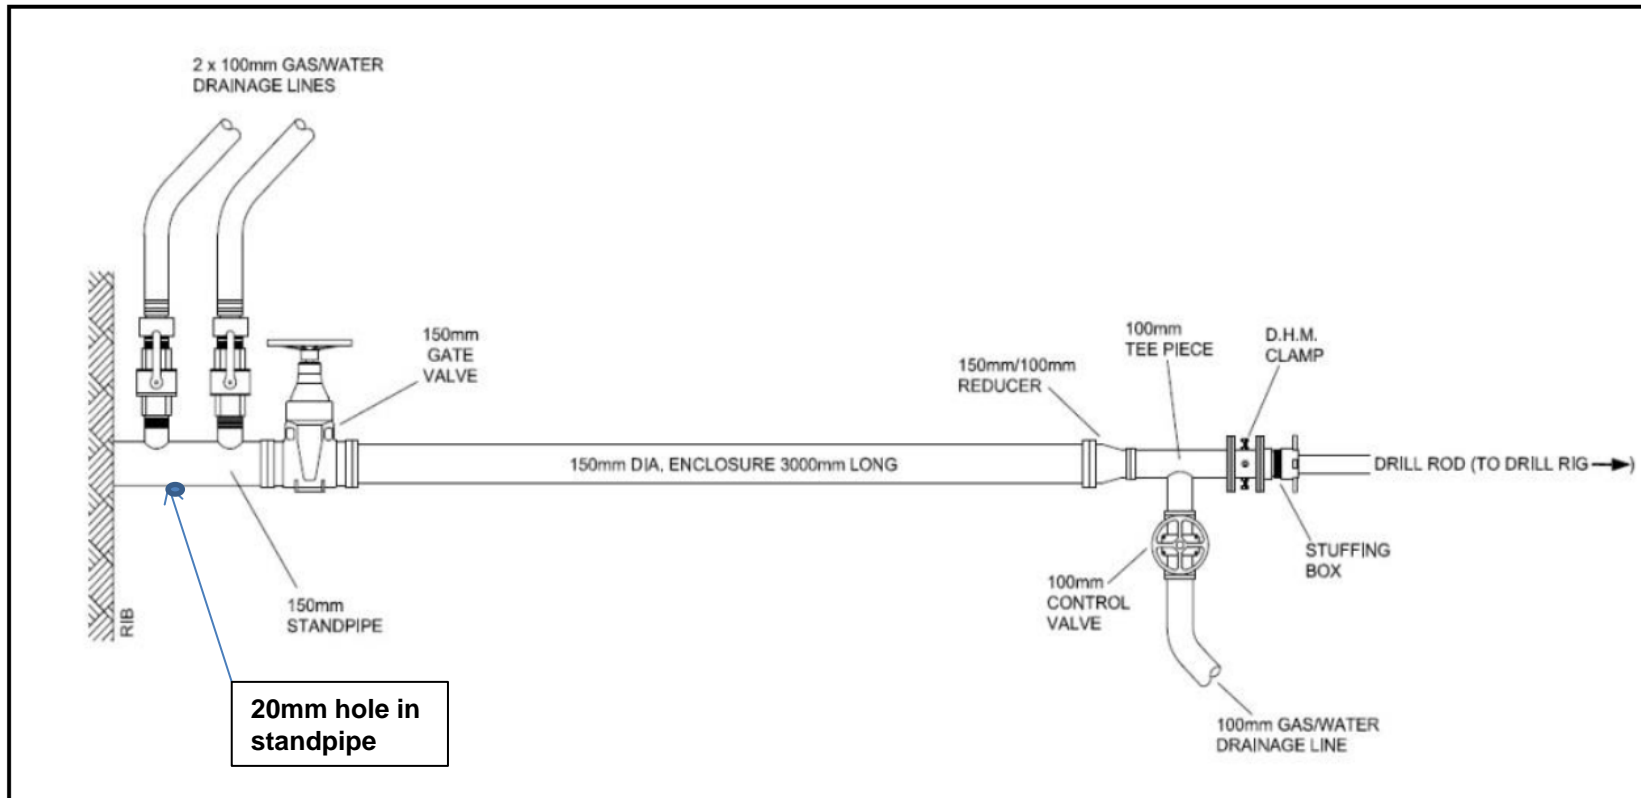 2 x 100mm GAS/WATER
DRAINAGE LINES
150mm
GATE
VALVE
150mm/100mm
REDUCER
100mm
TEE PIECE
D.H.M.
CLAMP
150mm DIA, ENCLOSURE 3000mm LONG
DRILL ROD (TO DRILL RIG
)
STUFFING
BOX
100mm
CONTROL
VALVE
150mm
STANDPIPE
RIB
20mm hole in
standpipe
100mm GAS/WATER
DRAINAGE LINE